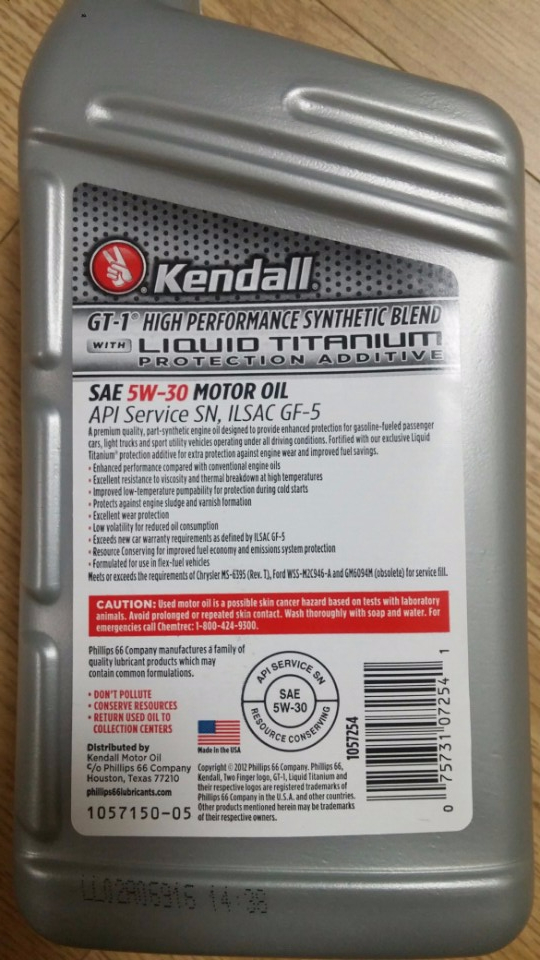 Kendall®
GT-1® HIGH PERFORMANCE SYNTHETIC BLEND
WITH LIQUID TITANIUM
PROTECTION ADDITIVE
SAE 5W-30 MOTOR OIL
API Service SN, ILSAC GF-5
A premium quality, part-synthetic engine oil designed to provide enhanced protection for gasoline-fueled passenger
cars, light trucks and sport utility vehicles operating under all driving conditions. Fortified with our exclusive Liquid
Titanium® protection additive for extra protection against engine wear and improved fuel savings.
• Enhanced performance compared with conventional engine oils
• Excellent resistance to viscosity and thermal breakdown at high temperatures
• Improved low-temperature pumpability for protection during cold starts
• Protects against engine sludge and varnish formation
• Excellent wear protection
• Low volatility for reduced oil consumption
• Exceeds new car warranty requirements as defined by ILSAC GF-5
• Resource Conserving for improved fuel economy and emissions system protection
• Formulated for use in flex-fuel vehicles
Meets or exceeds the requirements of Chrysler MS-6395 (Rev. T), Ford WSS-M2C946-A and GM6094M (obsolete) for service fill.
CAUTION: Used motor oil is a possible skin cancer hazard based on tests with laboratory
animals. Avoid prolonged or repeated skin contact. Wash thoroughly with soap and water. For
emergencies call Chemtrec: 1-800-424-9300.
Phillips 66 Company manufactures a family of
quality lubricant products which may
contain common formulations.
• DON'T POLLUTE
• CONSERVE RESOURCES
• RETURN USED OIL TO
COLLECTION CENTERS
Distributed by
Kendall Motor Oil
c/o Phillips 66 Company
Houston, Texas 77210
phillips66lubricants.com
1057150-05
Made in the USA
API SERVICE SN
SAE
5W-30
RESOURCE CONSERVING
Copyright © 2012 Phillips 66 Company. Phillips 66,
Kendall, Two Finger logo, GT-1, Liquid Titanium and
their respective logos are registered trademarks of
Phillips 66 Company in the U.S.A. and other countries.
Other products mentioned herein may be trademarks
of their respective owners.
1057254
0 75731 07254 1
14:38